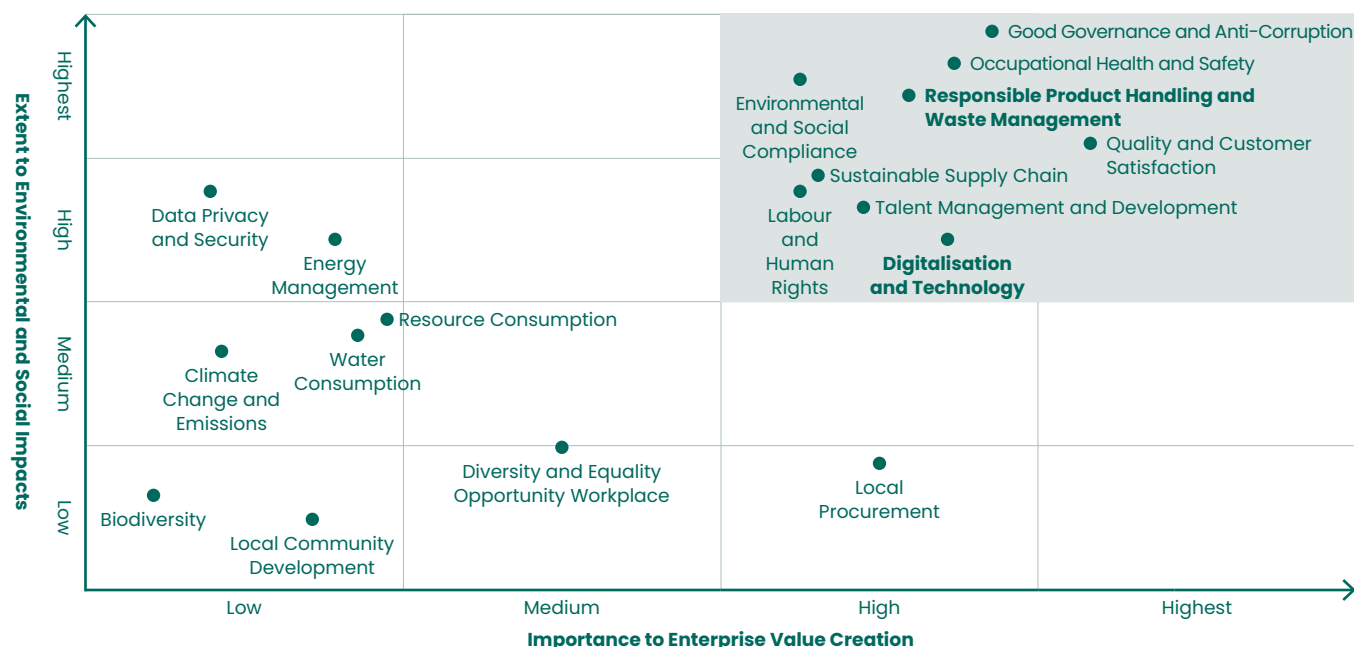 Extent to Environmental and Social Impacts
Highest
High
Medium
Low
Good Governance and Anti-Corruption
Occupational Health and Safety
Environmental
and Social
Compliance
Responsible Product Handling and
Waste Management
Quality and Customer
Satisfaction
Sustainable Supply Chain
Data Privacy
and Security
Labour
and
Human
Rights
Talent Management and Development
Energy
Management
Digitalisation
and Technology
Resource Consumption
Water
Consumption
Climate
Change and
Emissions
Diversity and Equality
Opportunity Workplace
Local
Procurement
Biodiversity
Local Community
Development
Low
Medium
High
Highest
Importance to Enterprise Value Creation